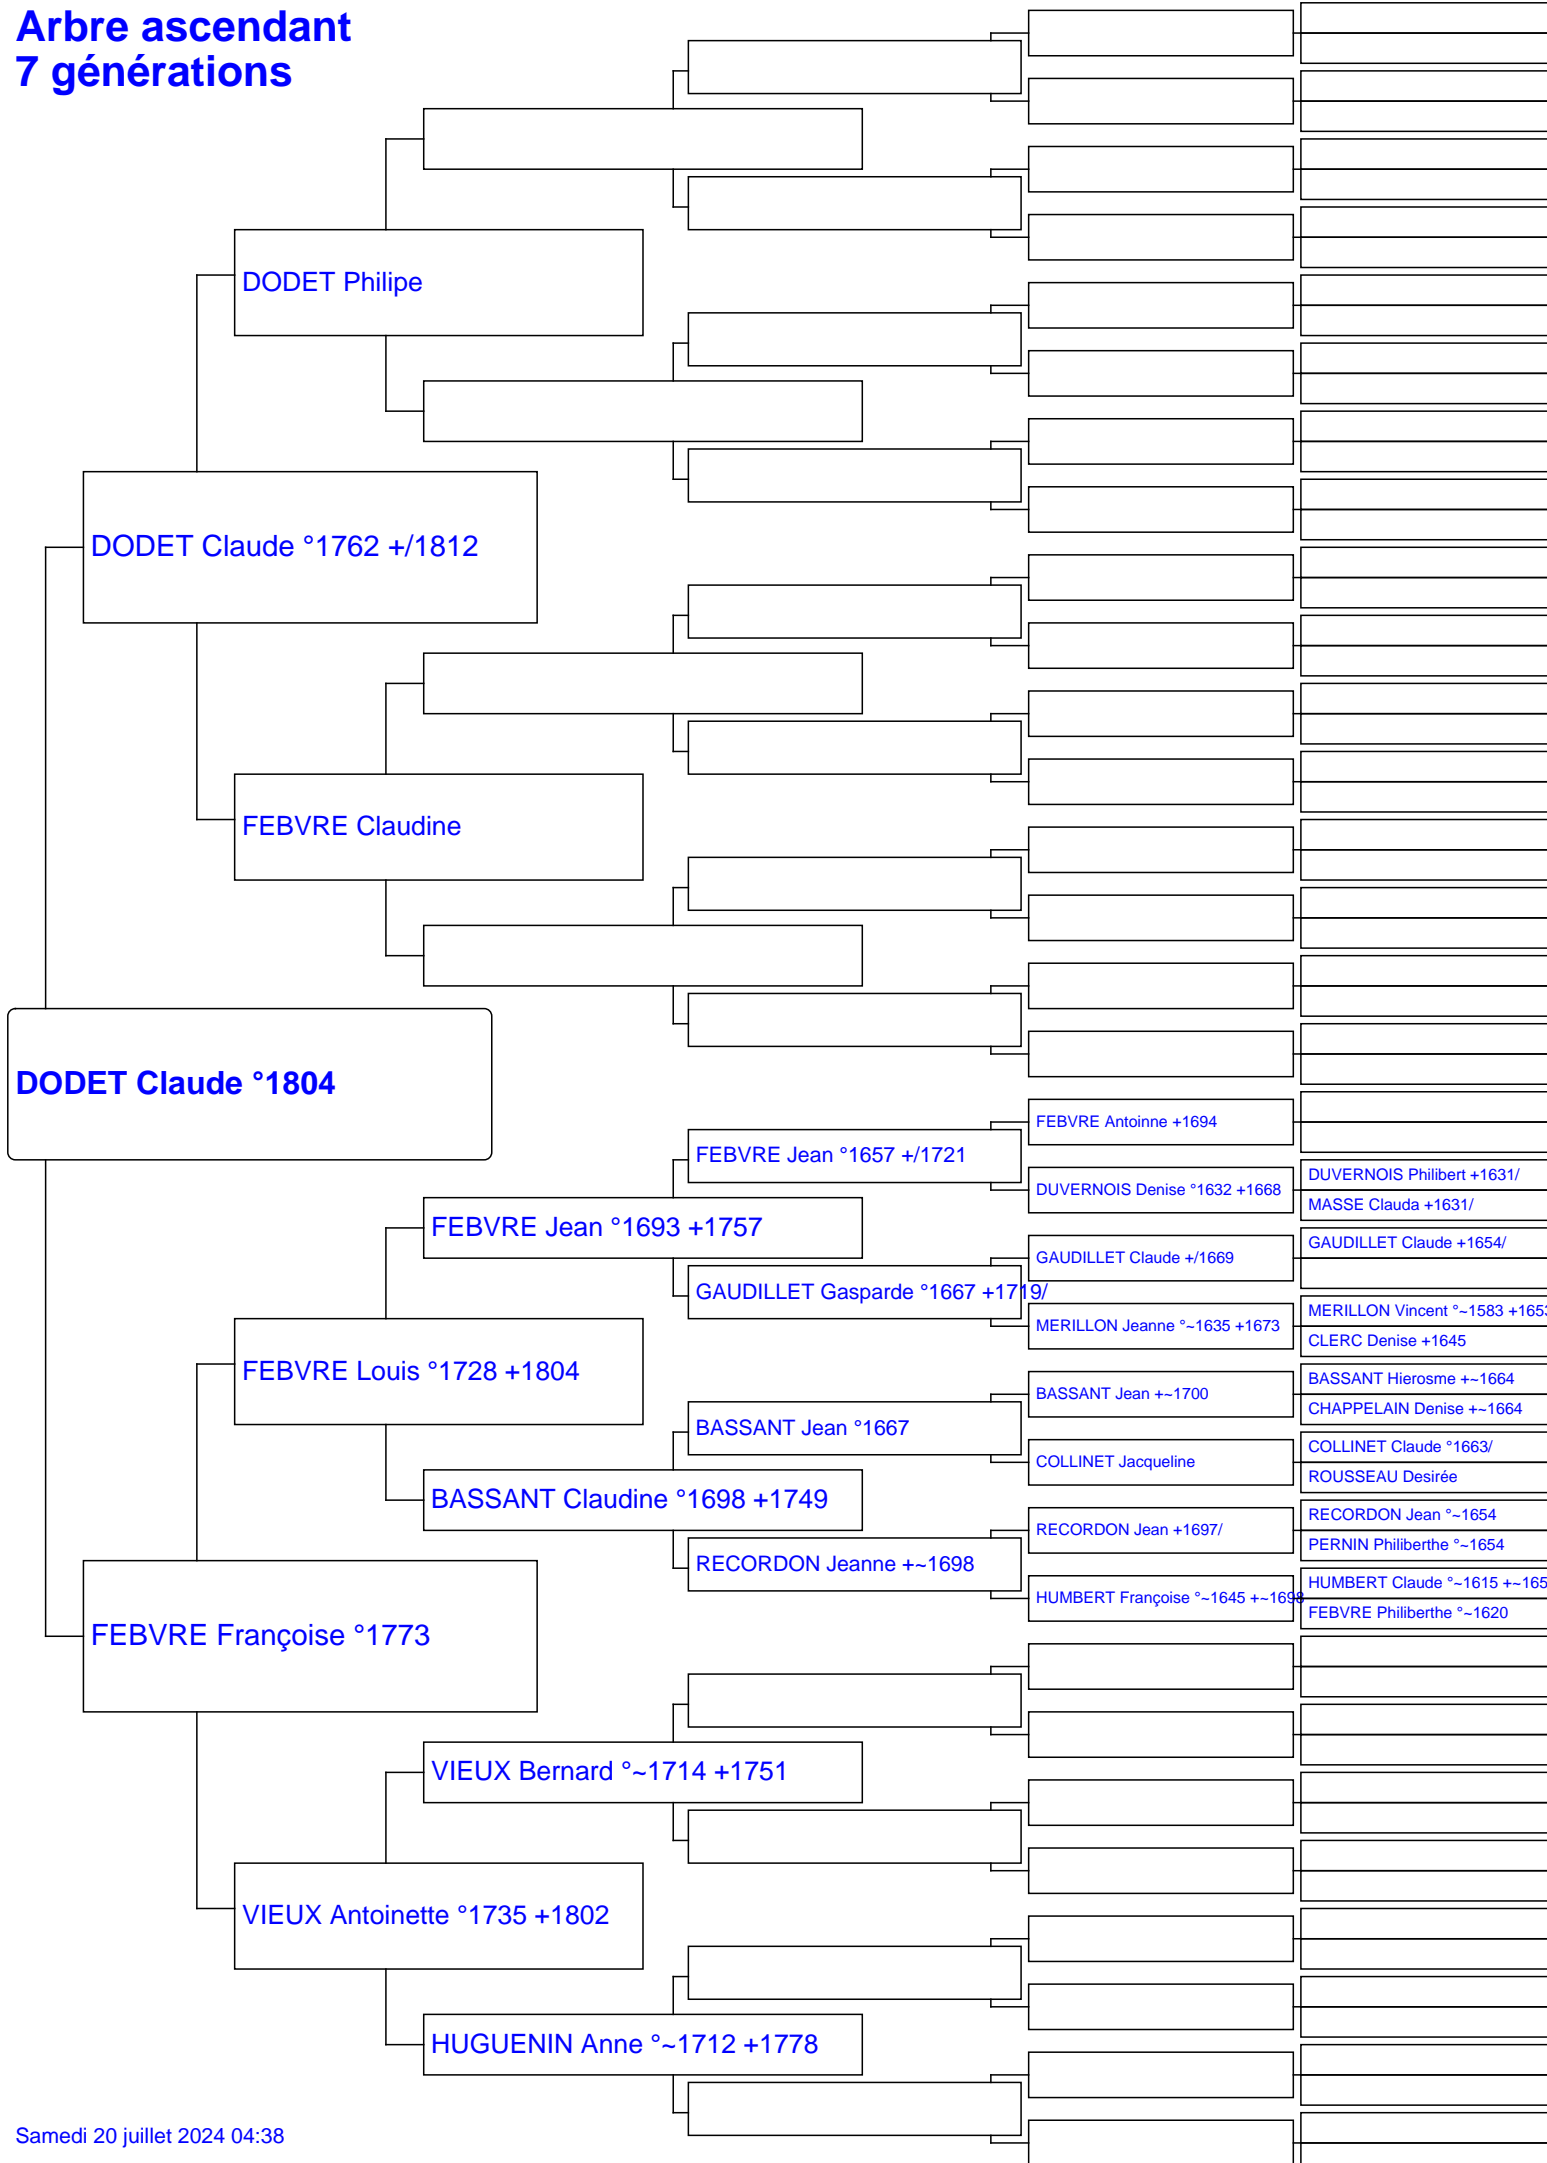 Arbre ascendant
7 générations
DODET Philipe
DODET Claude °1762 +/1812
FEBVRE Claudine
DODET Claude °1804
FEBVRE Antoinne +1694
FEBVRE Jean °1657 +/1721
DUVERNOIS Philibert +1631/
DUVERNOIS Denise °1632 +1668
MASSE Clauda +1631/
FEBVRE Jean °1693 +1757
GAUDILLET Claude +1654/
GAUDILLET Claude +/1669
GAUDILLET Gasparde °1667 +1719/
MERILLON Vincent °~1583 +1653
MERILLON Jeanne °~1635 +1673
CLERC Denise +1645
FEBVRE Louis °1728 +1804
BASSANT Hierosme +~1664
BASSANT Jean +~1700
CHAPPELAIN Denise +~1664
BASSANT Jean °1667
COLLINET Claude °1663/
COLLINET Jacqueline
ROUSSEAU Desirée
BASSANT Claudine °1698 +1749
RECORDON Jean °~1654
RECORDON Jean +1697/
PERNIN Philiberthe °~1654
RECORDON Jeanne +~1698
HUMBERT Claude °~1615 +~165
HUMBERT Françoise °~1645 +~1698
FEBVRE Philiberthe °~1620
FEBVRE Françoise °1773
VIEUX Bernard °~1714 +1751
VIEUX Antoinette °1735 +1802
HUGUENIN Anne °~1712 +1778
Samedi 20 juillet 2024 04:38